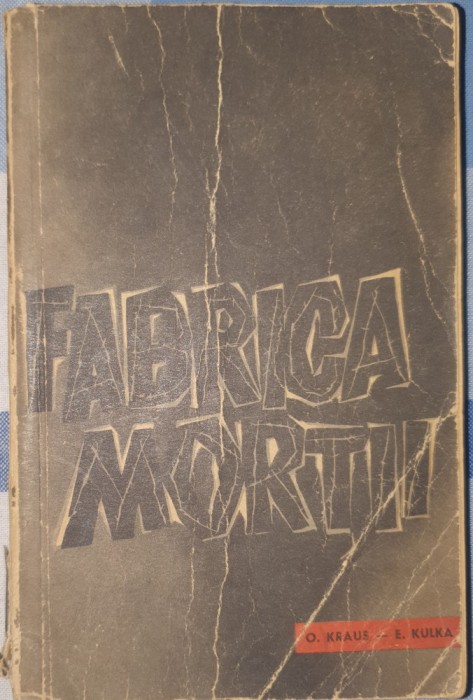 FABRICA
MORȚII
O. KRAUS – E. KULKA